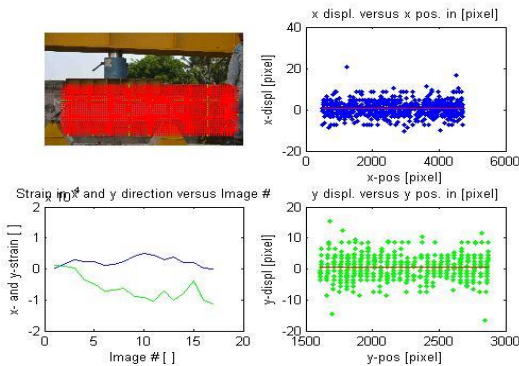 x displ. versus x pos. in [pixel]
40
20
0
-20
x-displ [pixel]
0
2000
4000
6000
x-pos [pixel]
Strain in x and y direction versus Image #
x 10-4
2
1
0
-1
-2
x- and y-strain [ ]
0
5
10
15
20
Image # [ ]
y displ. versus y pos. in [pixel]
20
10
0
-10
-20
y-displ [pixel]
1500
2000
2500
3000
y-pos [pixel]